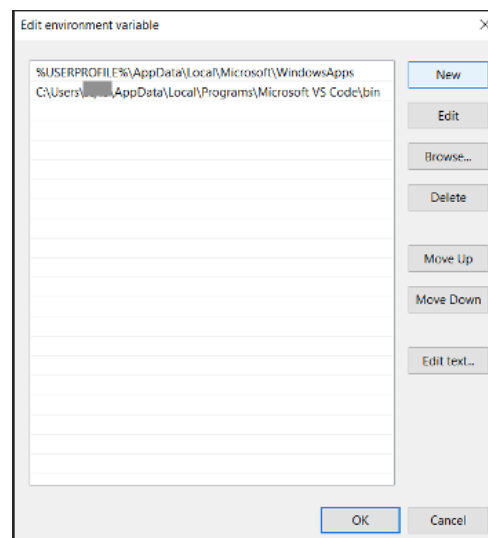 Edit environment variable
%USERPROFILE%\AppData\Local\Microsoft\WindowsApps
C:\Users\ \AppData\Local\Programs\Microsoft VS Code\bin
New
Edit
Browse...
Delete
Move Up
Move Down
Edit text...
OK
Cancel